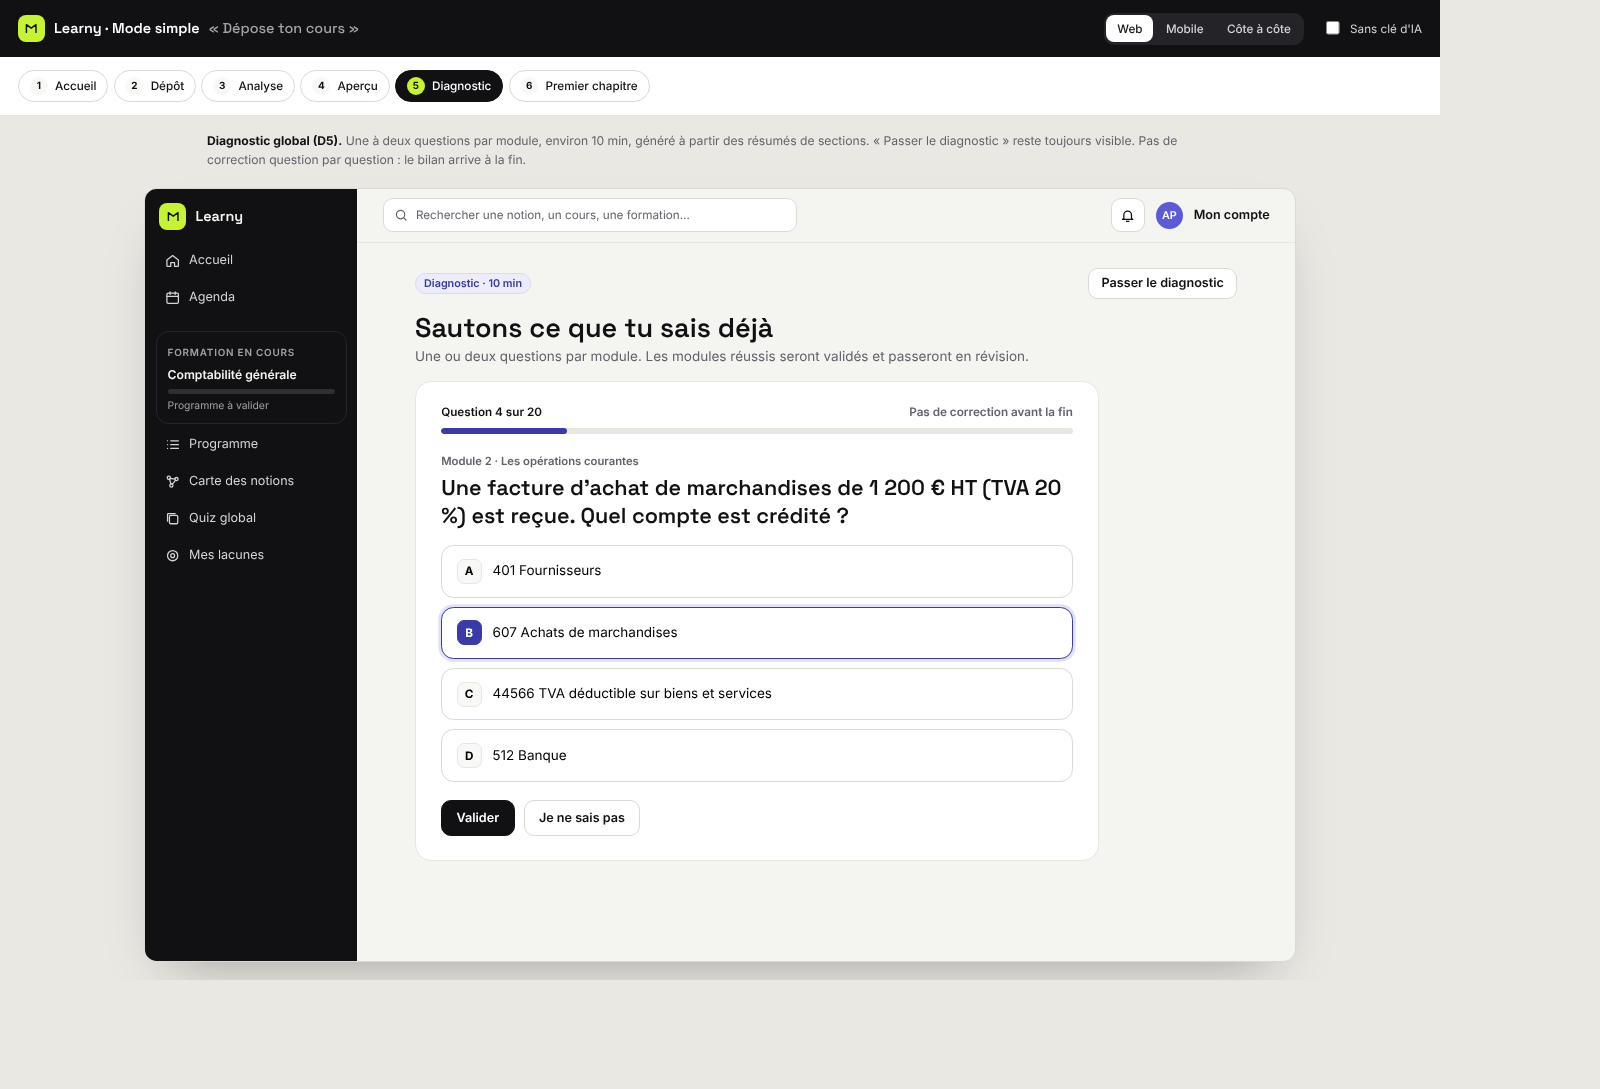 Learny · Mode simple « Dépose ton cours »
Web Mobile Côte à côte Sans clé d'IA
1 Accueil 2 Dépôt 3 Analyse 4 Aperçu 5 Diagnostic 6 Premier chapitre
Diagnostic global (D5). Une à deux questions par module, environ 10 min, généré à partir des résumés de sections. « Passer le diagnostic » reste toujours visible. Pas de
correction question par question : le bilan arrive à la fin.
Learny
Rechercher une notion, un cours, une formation...
AP Mon compte
Accueil
Agenda
FORMATION EN COURS
Comptabilité générale
Programme à valider
Programme
Carte des notions
Quiz global
Mes lacunes
Diagnostic · 10 min
Passer le diagnostic
Sautons ce que tu sais déjà
Une ou deux questions par module. Les modules réussis seront validés et passeront en révision.
Question 4 sur 20 Pas de correction avant la fin
Module 2 · Les opérations courantes
Une facture d’achat de marchandises de 1 200 € HT (TVA 20
%) est reçue. Quel compte est crédité ?
A 401 Fournisseurs
B 607 Achats de marchandises
C 44566 TVA déductible sur biens et services
D 512 Banque
Valider Je ne sais pas